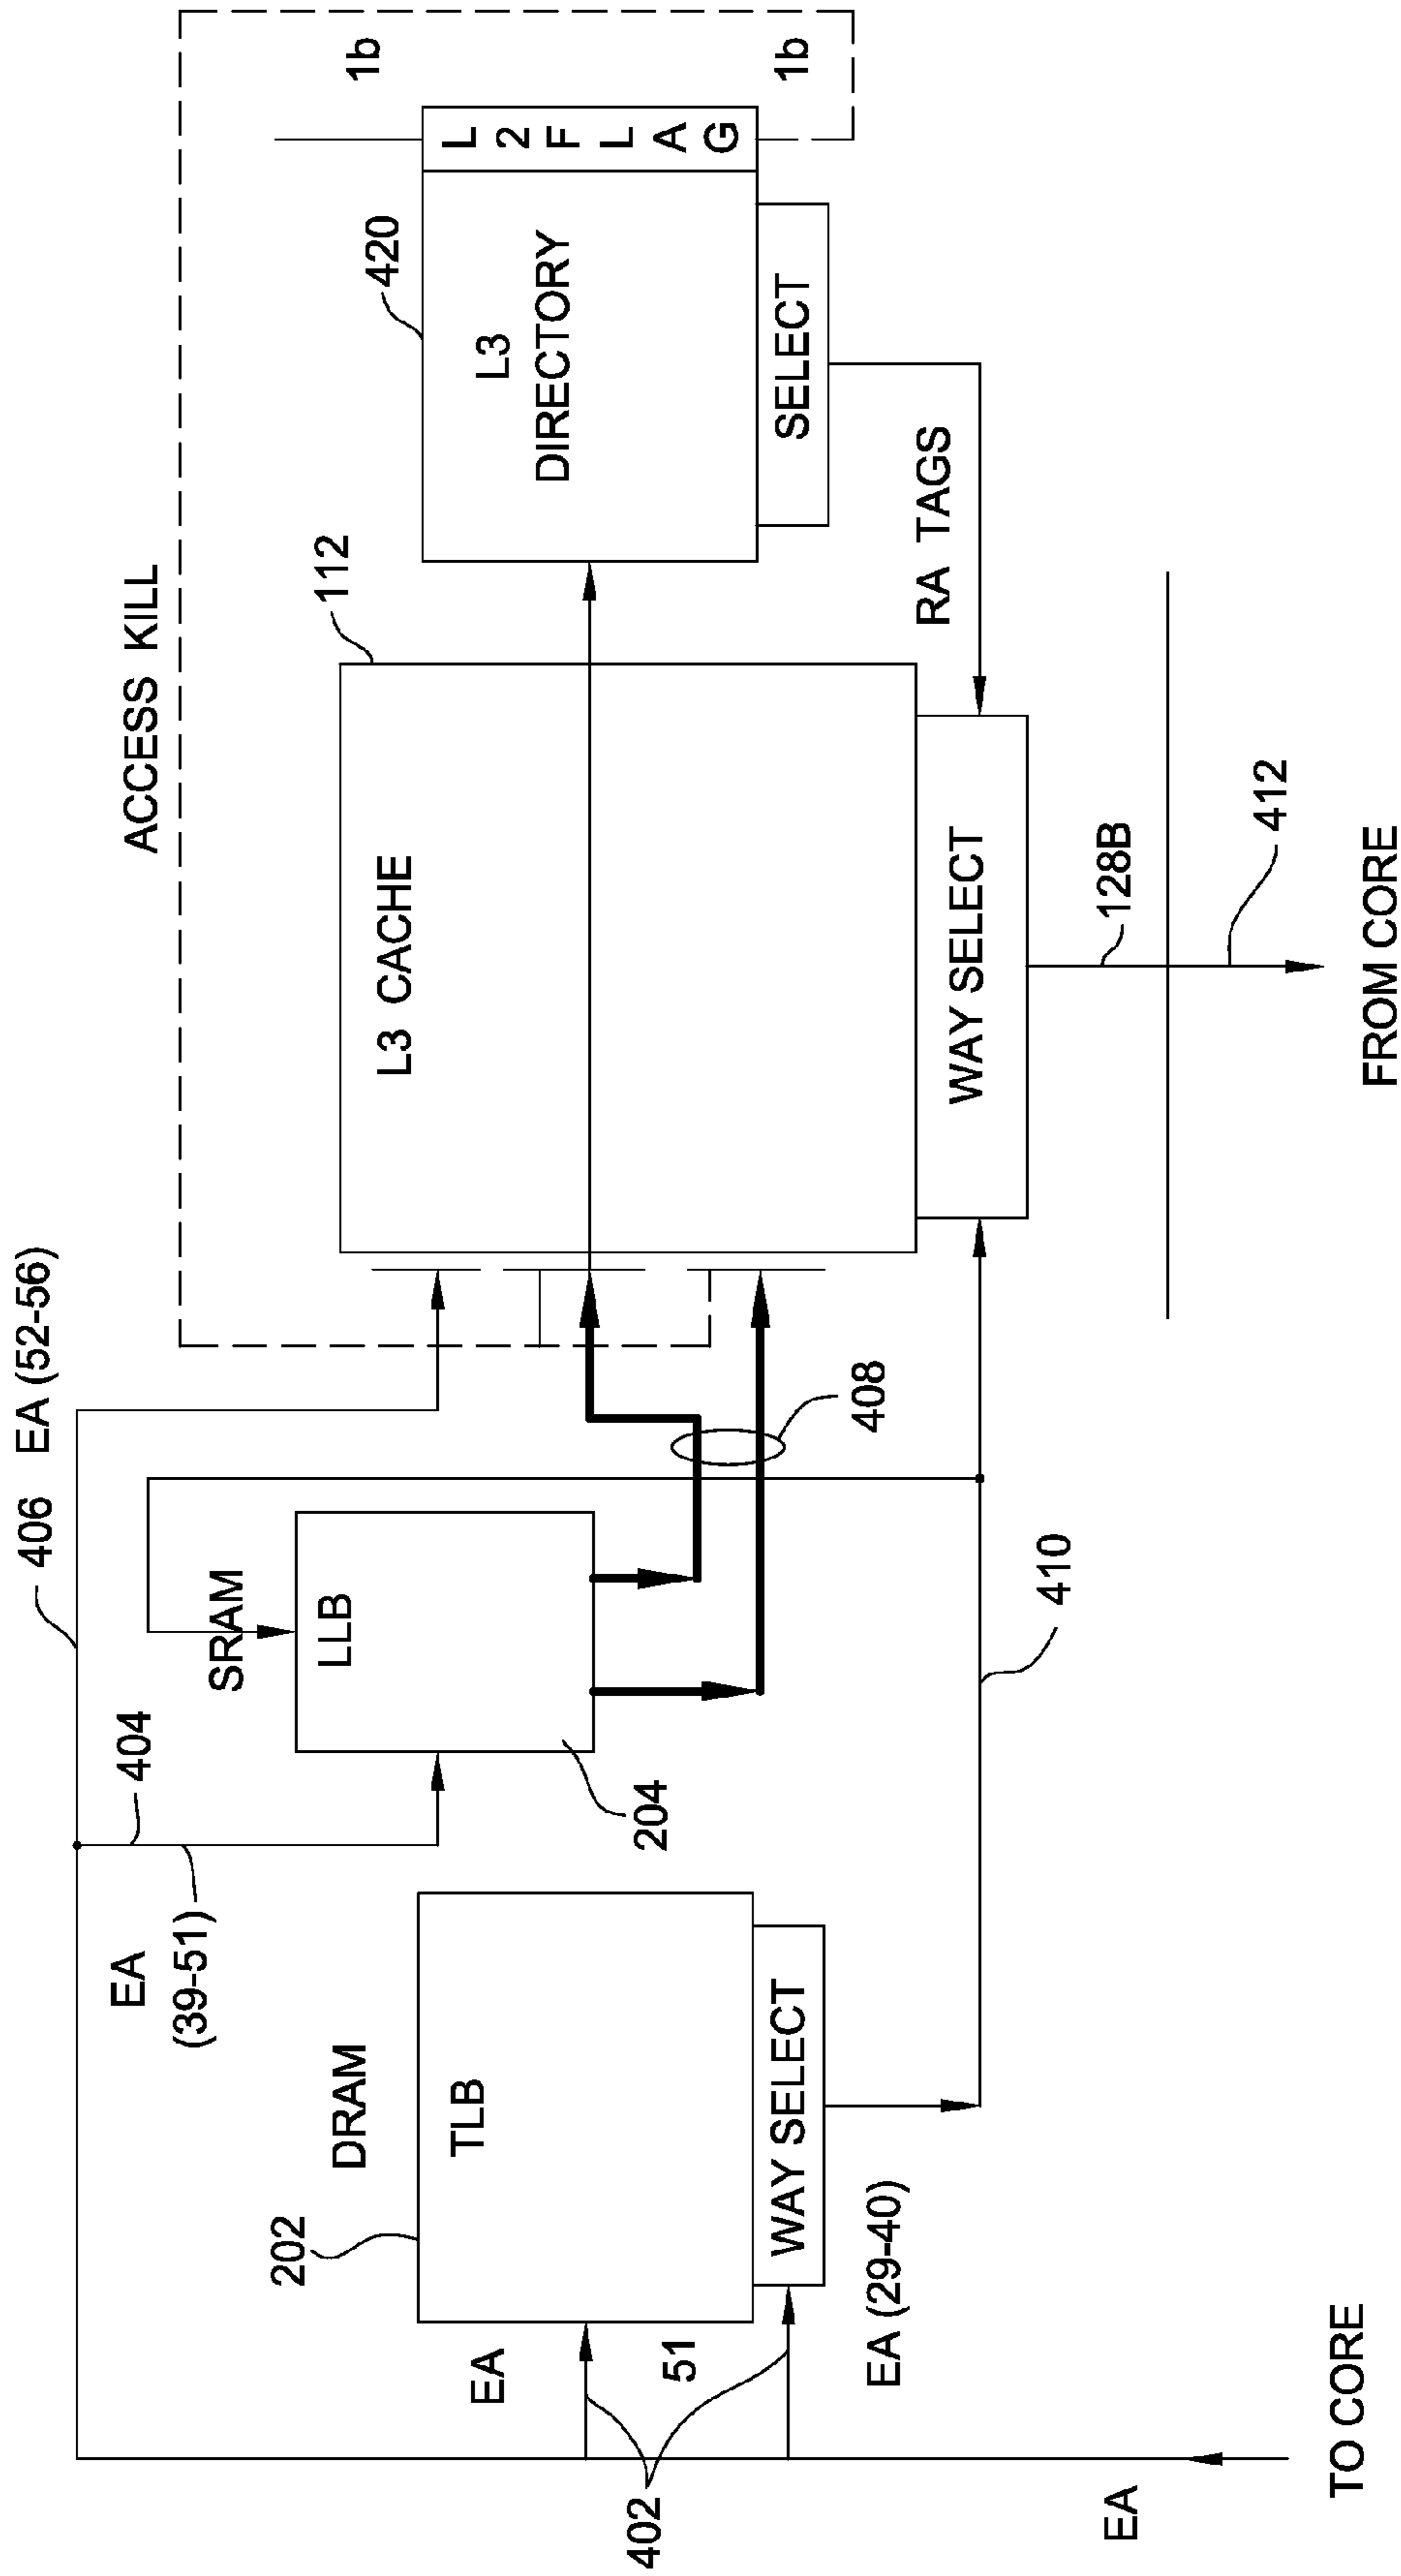 ACCESS KILL
1b
1b
L2FLAG
420
L3
DIRECTORY
SELECT
RA TAGS
112
L3 CACHE
WAY SELECT
128B
412
FROM CORE
406 EA (52-56)
404
EA
(39-51)
SRAM
LLB
204
408
410
DRAM
202
TLB
WAY SELECT
EA
51
EA (29-40)
402
EA
TO CORE